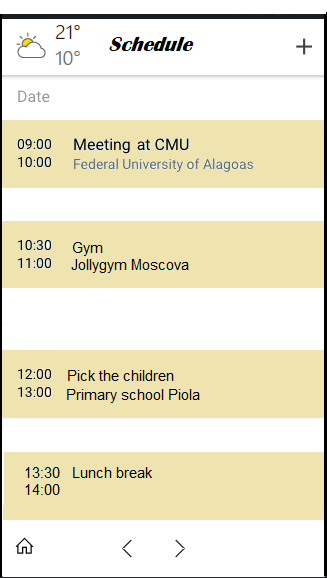 21°
10°
Schedule
Date
09:00 Meeting at CMU
10:00 Federal University of Alagoas
10:30 Gym
11:00 Jollygym Moscova
12:00 Pick the children
13:00 Primary school Piola
13:30 Lunch break
14:00